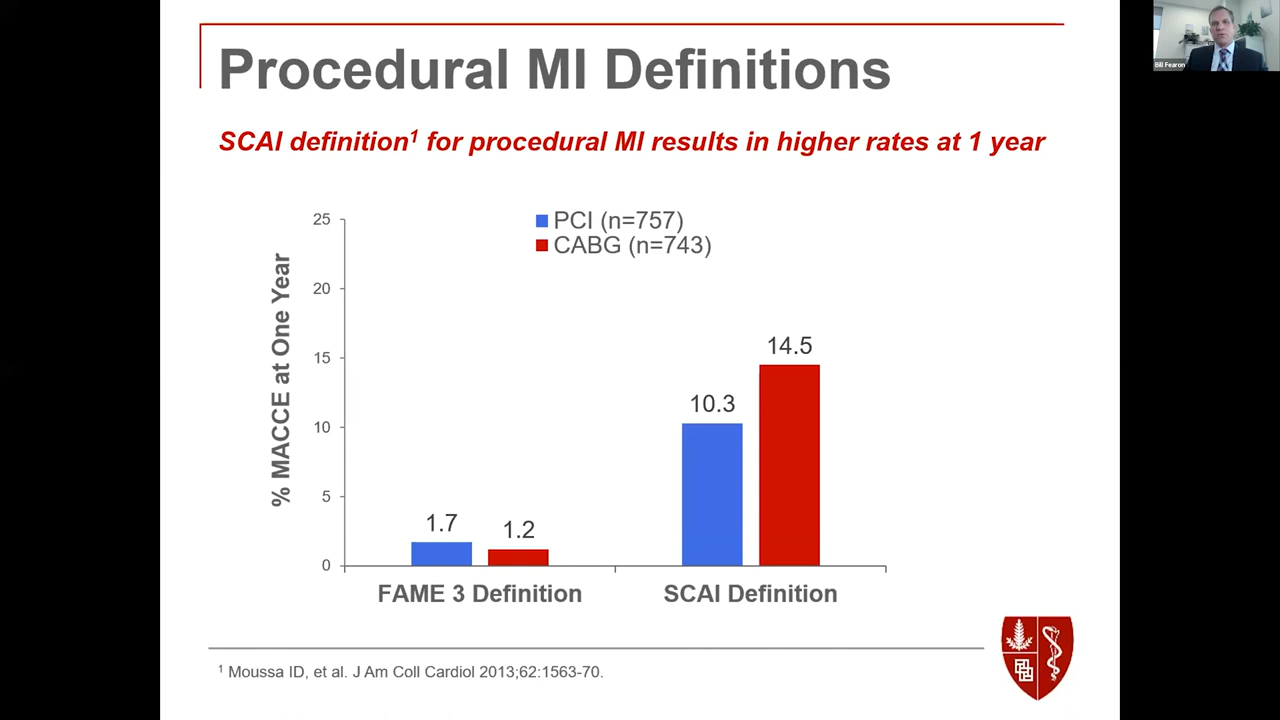 Procedural MI Definitions
SCAI definition¹ for procedural MI results in higher rates at 1 year
PCI (n=757)
CABG (n=743)
% MACCE at One Year
25
20
15
10
5
0
1.7
1.2
10.3
14.5
FAME 3 Definition
SCAI Definition
¹ Moussa ID, et al. J Am Coll Cardiol 2013;62:1563-70.
Bill Fearon